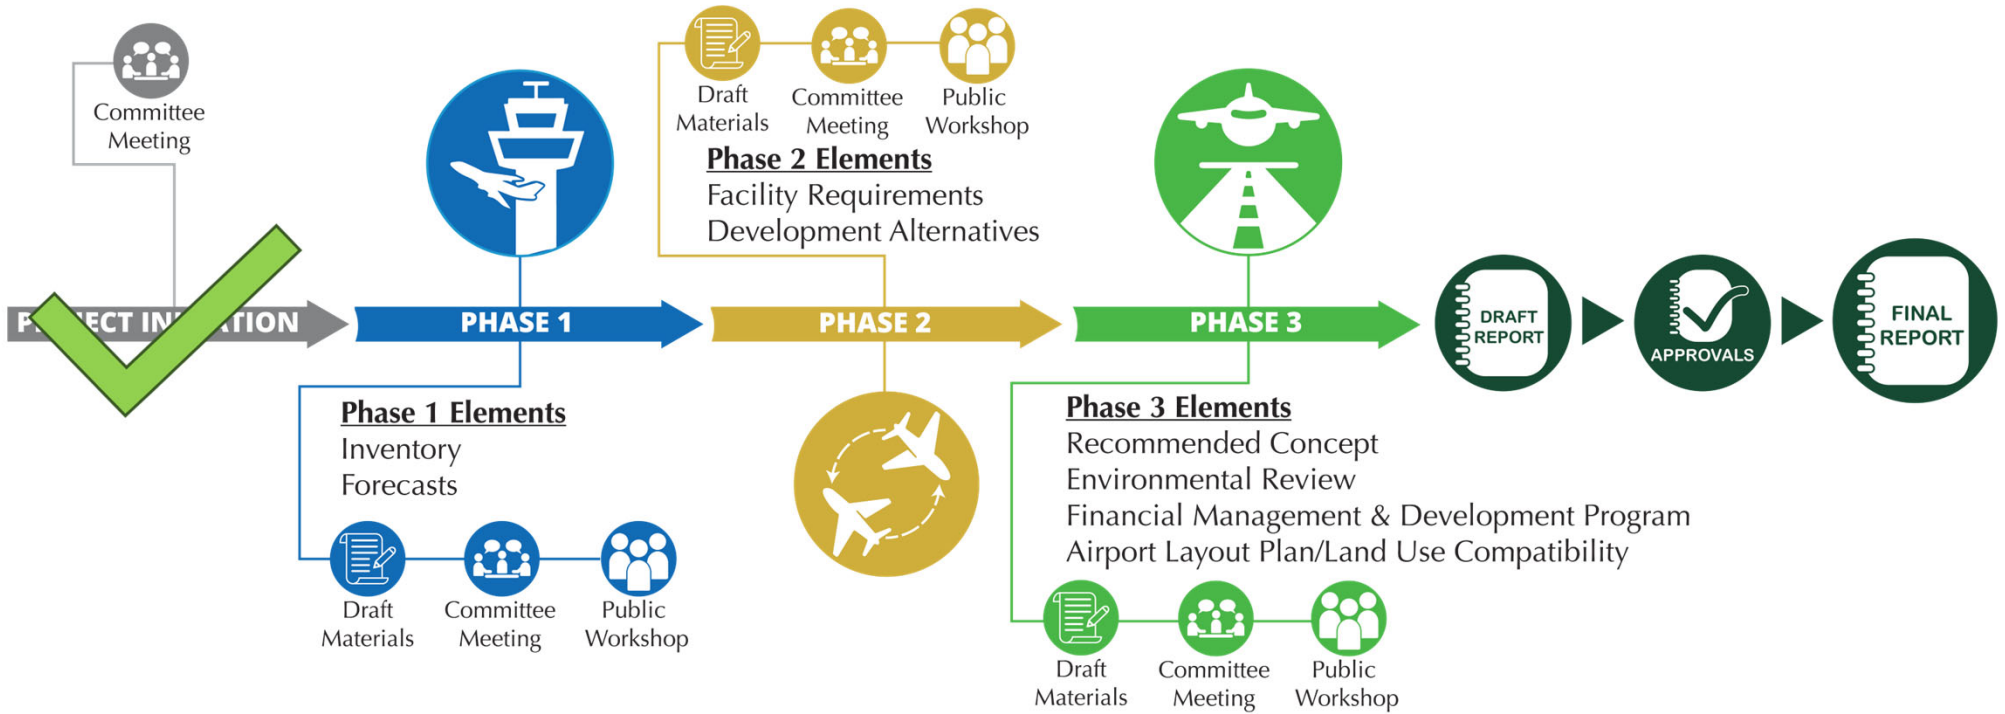 Committee
Meeting
PROJECT INITIATION
PHASE 1
Phase 1 Elements
Inventory
Forecasts
Draft
Materials
Committee
Meeting
Public
Workshop
Draft
Materials
Committee
Meeting
Public
Workshop
Phase 2 Elements
Facility Requirements
Development Alternatives
PHASE 2
PHASE 3
Phase 3 Elements
Recommended Concept
Environmental Review
Financial Management & Development Program
Airport Layout Plan/Land Use Compatibility
Draft
Materials
Committee
Meeting
Public
Workshop
DRAFT
REPORT
APPROVALS
FINAL
REPORT